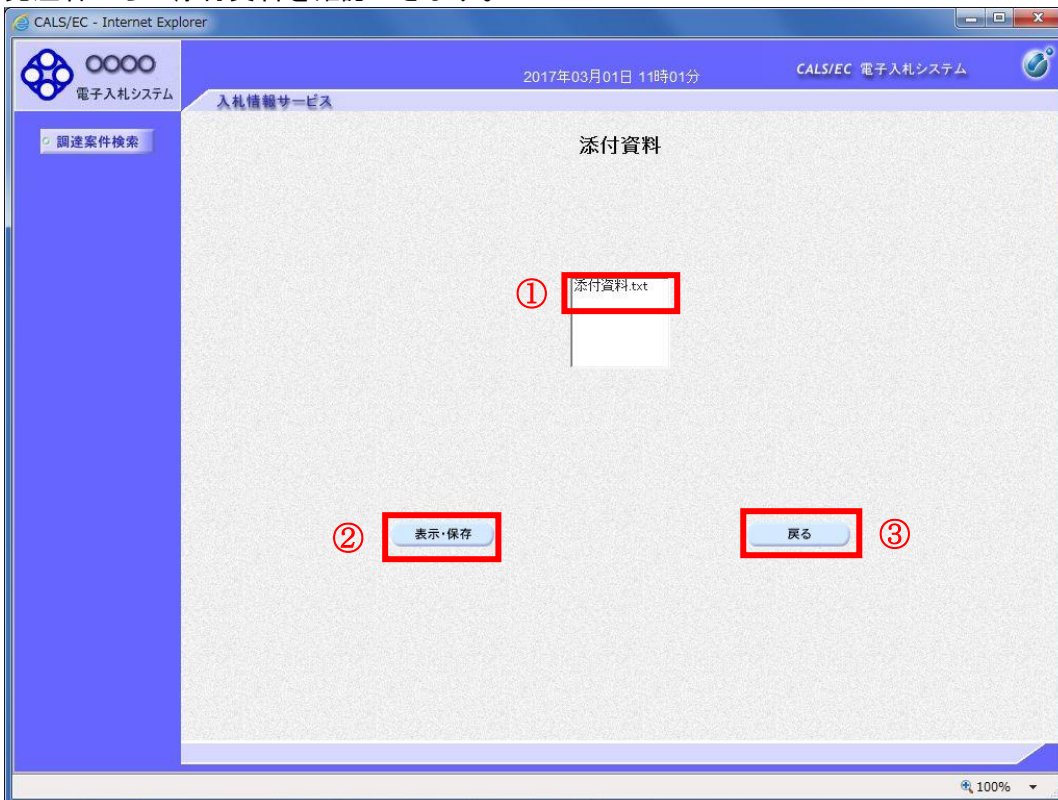 CALS/EC - Internet Explorer
OOOO
電子入札システム
2017年03月01日 11時01分
CALS/EC 電子入札システム
入札情報サービス
調達案件検索
添付資料
① 添付資料.txt
② 表示・保存
戻る ③
100%